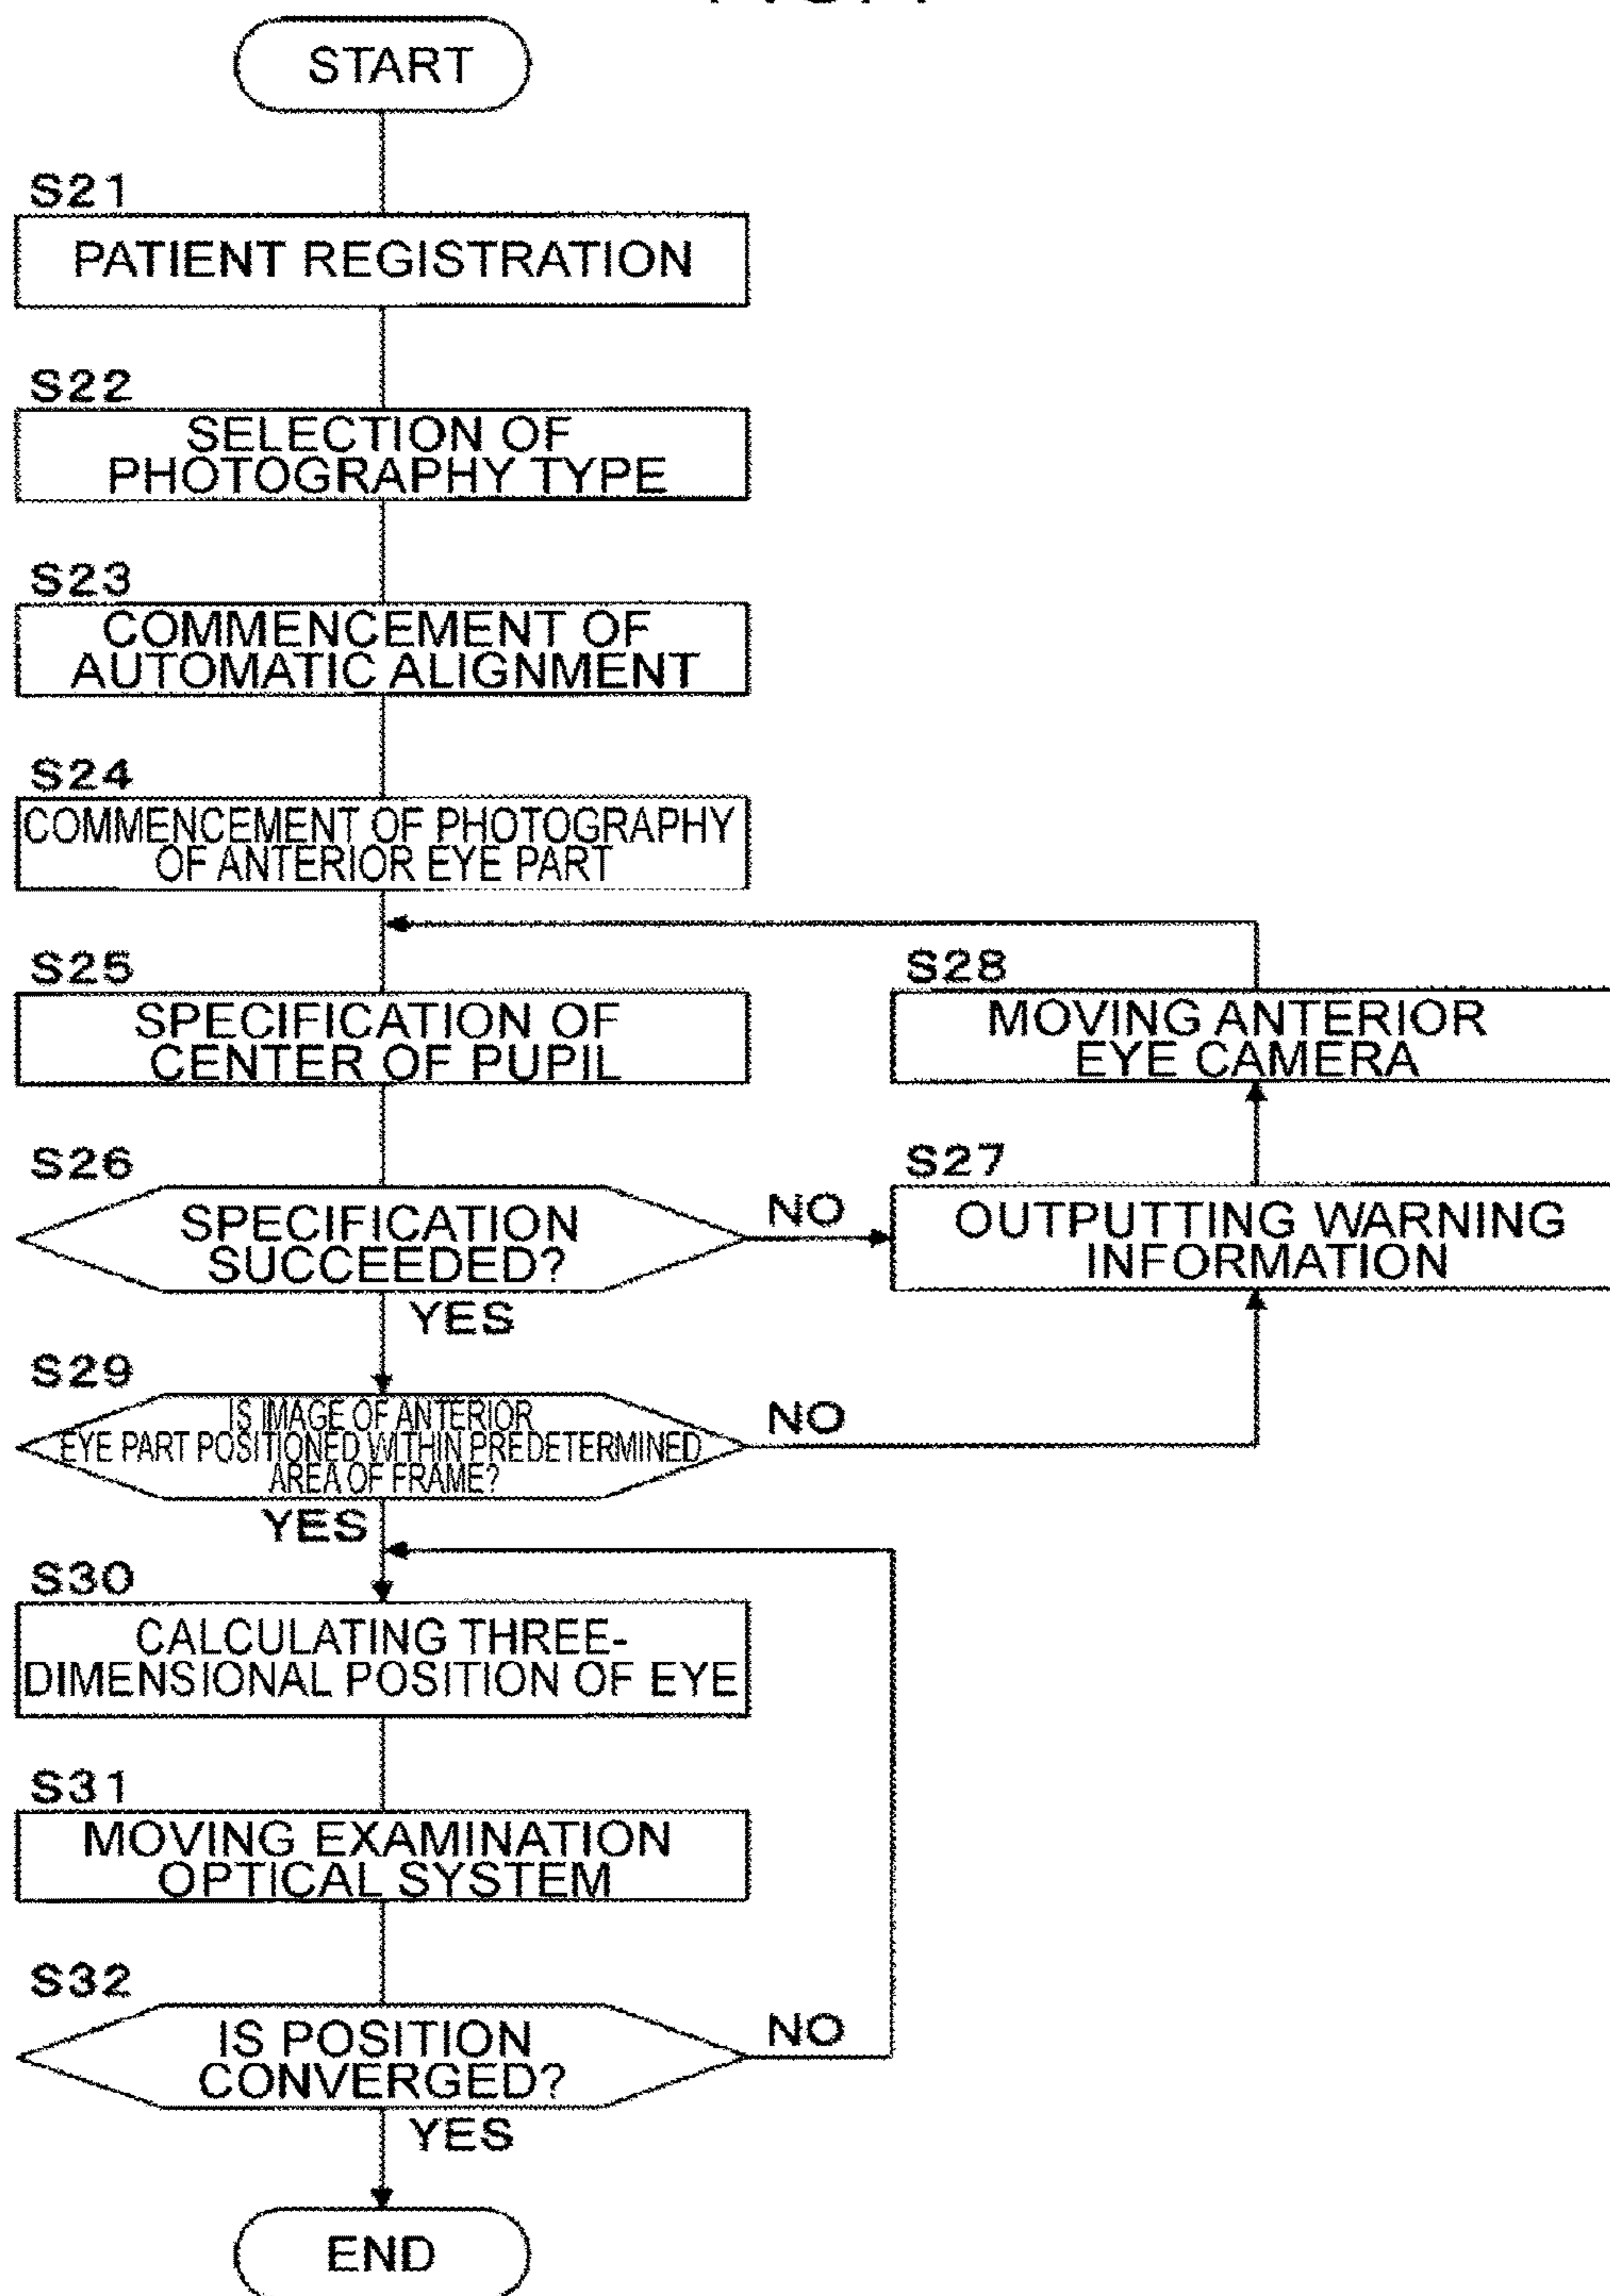 START
S21
PATIENT REGISTRATION
S22
SELECTION OF
PHOTOGRAPHY TYPE
S23
COMMENCEMENT OF
AUTOMATIC ALIGNMENT
S24
COMMENCEMENT OF PHOTOGRAPHY
OF ANTERIOR EYE PART
S25
SPECIFICATION OF
CENTER OF PUPIL
S28
MOVING ANTERIOR
EYE CAMERA
S26
SPECIFICATION
SUCCEEDED?
NO
YES
S27
OUTPUTTING WARNING
INFORMATION
S29
IS IMAGE OF ANTERIOR
EYE PART POSITIONED WITHIN PREDETERMINED
AREA OF FRAME?
NO
YES
S30
CALCULATING THREE-
DIMENSIONAL POSITION OF EYE
S31
MOVING EXAMINATION
OPTICAL SYSTEM
S32
IS POSITION
CONVERGED?
NO
YES
END